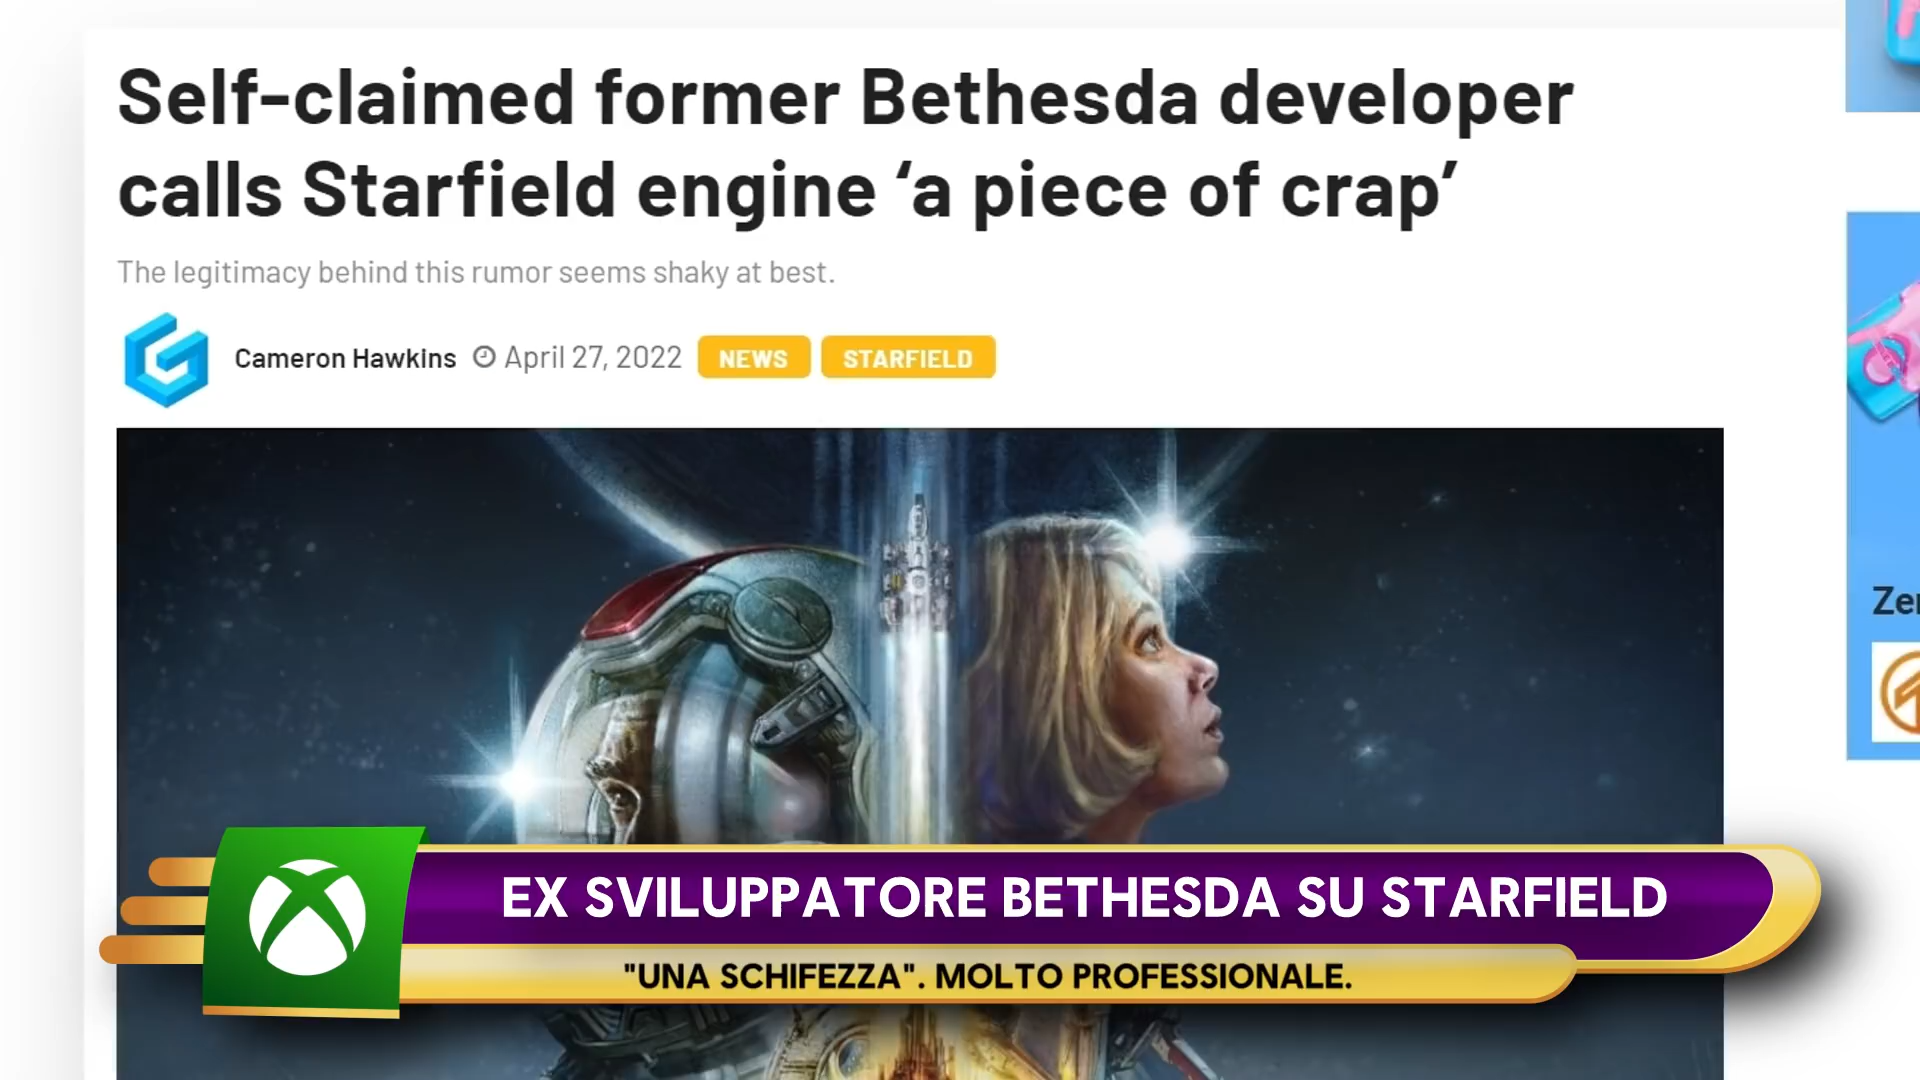 Self-claimed former Bethesda developer
calls Starfield engine ‘a piece of crap’
The legitimacy behind this rumor seems shaky at best.
Cameron Hawkins April 27, 2022 NEWS STARFIELD
EX SVILUPPATORE BETHESDA SU STARFIELD
"UNA SCHIFEZZA". MOLTO PROFESSIONALE.